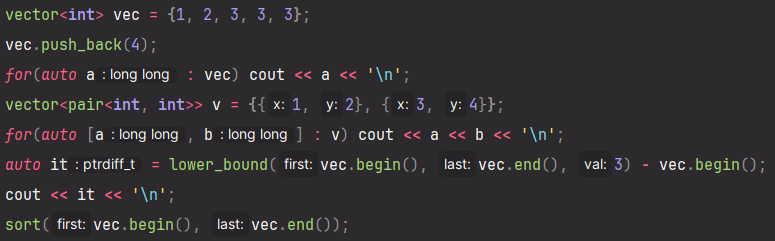 vector<int> vec = {1, 2, 3, 3, 3};
vec.push_back(4);
for(auto a : long long : vec) cout << a << '\n';
vector<pair<int, int>> v = {{ x: 1, y: 2}, { x: 3, y: 4}};
for(auto [a : long long , b : long long ] : v) cout << a << b << '\n';
auto it : ptrdiff_t = lower_bound( first: vec.begin(), last: vec.end(), val: 3) - vec.begin();
cout << it << '\n';
sort( first: vec.begin(), last: vec.end());